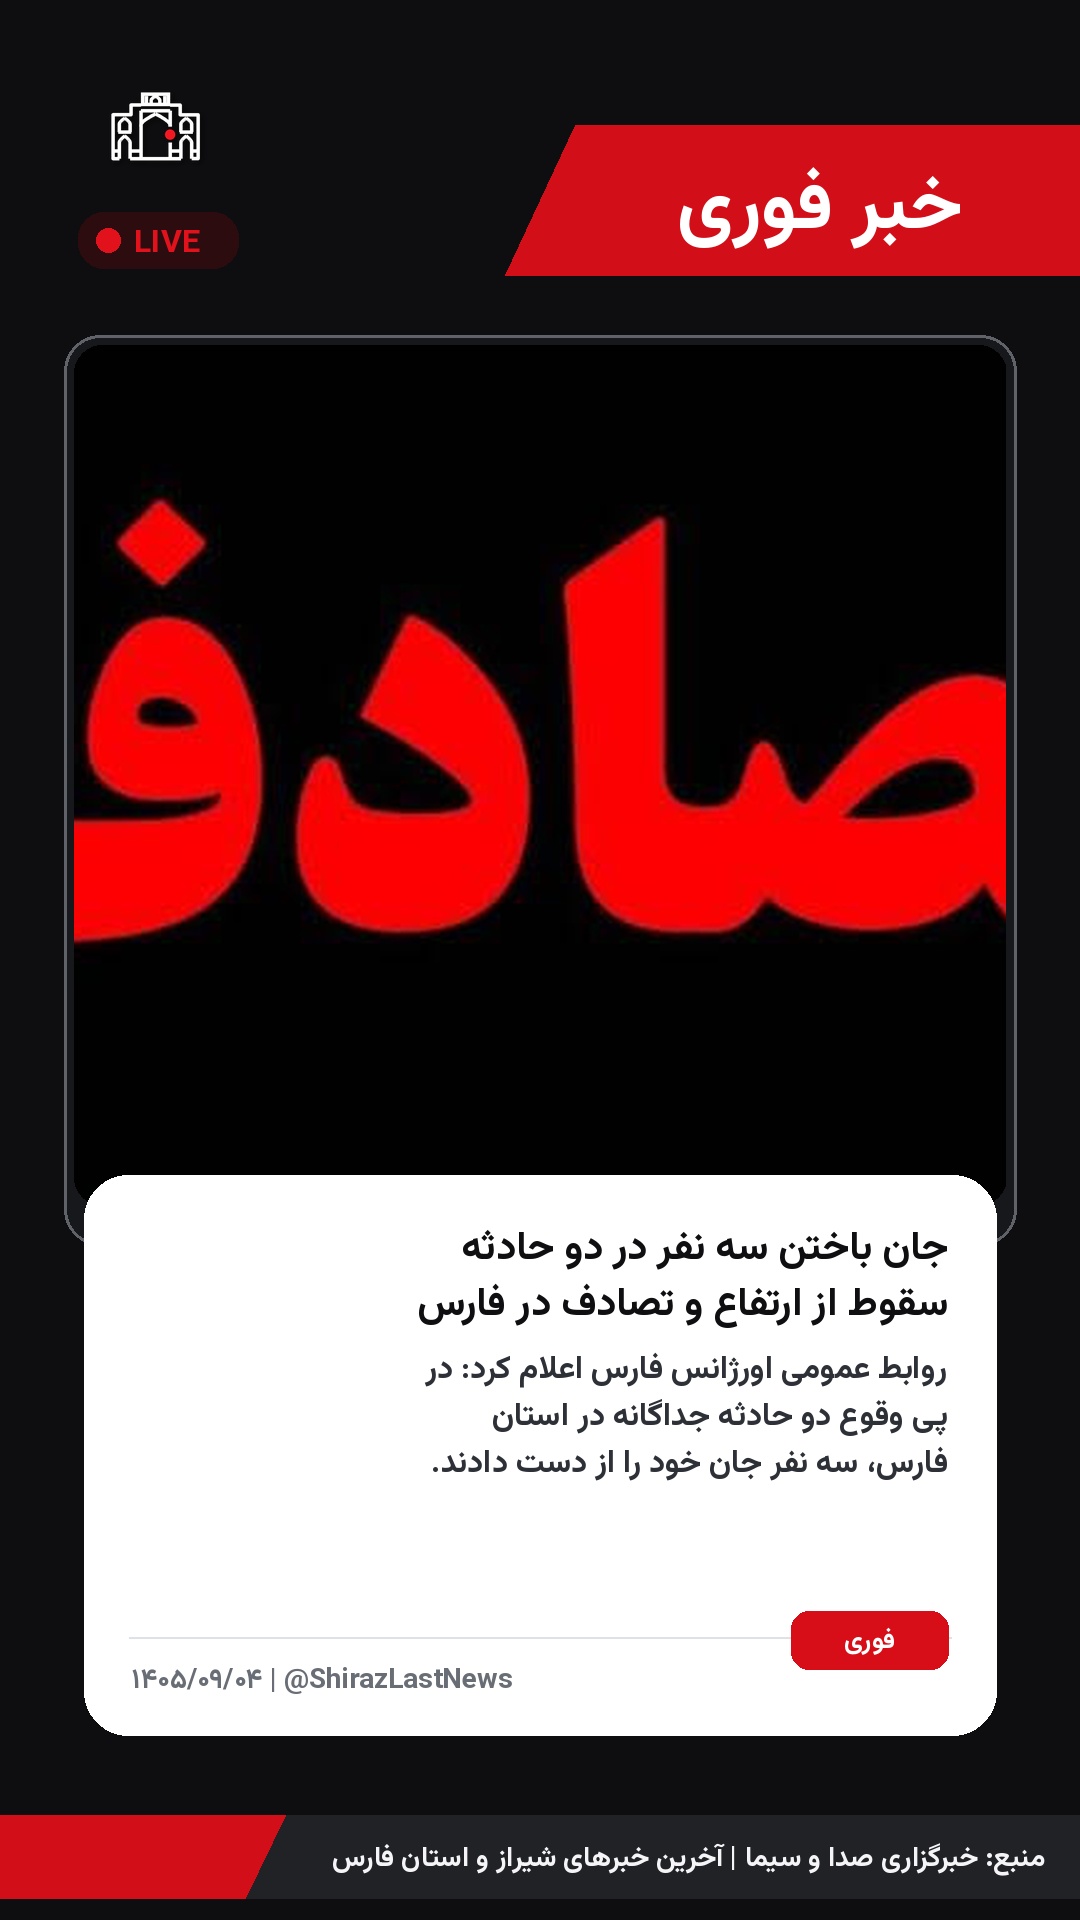 خبر فوری
LIVE
صادف
جان باختن سه نفر در دو حادثه
سقوط از ارتفاع و تصادف در فارس
روابط عمومی اورژانس فارس اعلام کرد: در
پی وقوع دو حادثه جداگانه در استان
فارس، سه نفر جان خود را از دست دادند.
فوری
۱۴۰۵/۰۹/۰۴ | @ShirazLastNews
منبع: خبرگزاری صدا و سیما | آخرین خبرهای شیراز و استان فارس